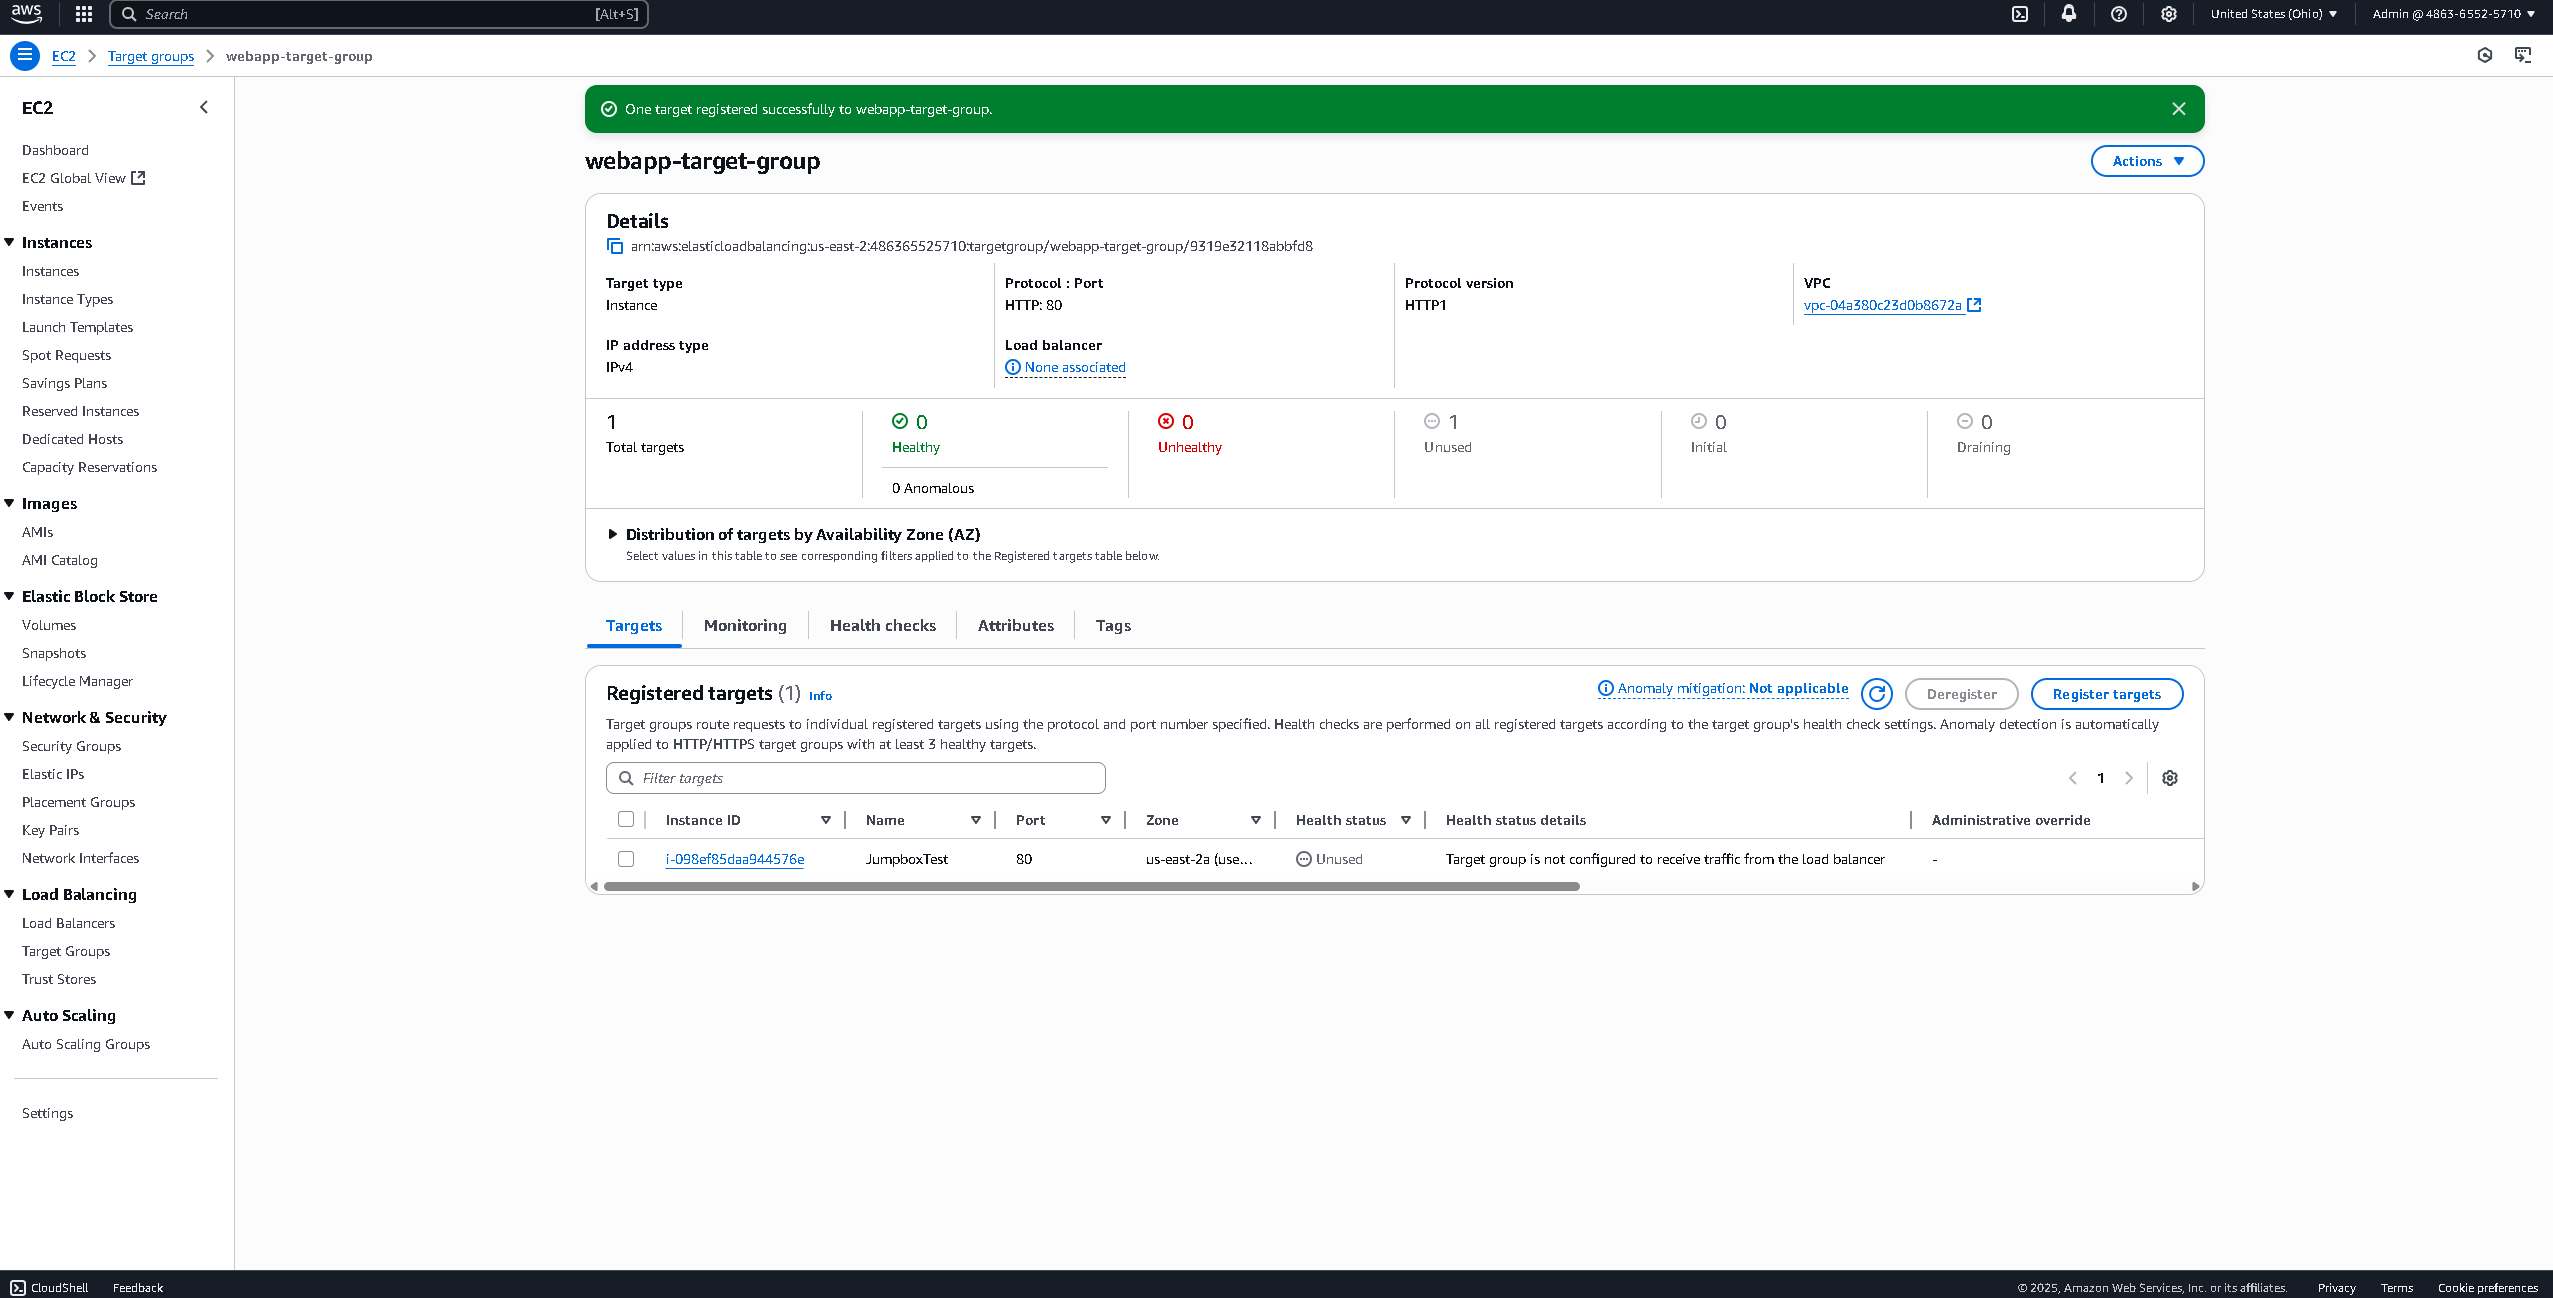 aws
Search
[Alt+S]
United States (Ohio)
Admin @ 4863-6552-5710
EC2
Target groups
webapp-target-group
EC2
Dashboard
EC2 Global View
Events
Instances
Instances
Instance Types
Launch Templates
Spot Requests
Savings Plans
Reserved Instances
Dedicated Hosts
Capacity Reservations
Images
AMIs
AMI Catalog
Elastic Block Store
Volumes
Snapshots
Lifecycle Manager
Network & Security
Security Groups
Elastic IPs
Placement Groups
Key Pairs
Network Interfaces
Load Balancing
Load Balancers
Target Groups
Trust Stores
Auto Scaling
Auto Scaling Groups
Settings
One target registered successfully to webapp-target-group.
webapp-target-group
Actions
Details
arn:aws:elasticloadbalancing:us-east-2:486365525710:targetgroup/webapp-target-group/9319e32118abbfd8
Target type
Instance
Protocol : Port
HTTP: 80
Protocol version
HTTP1
VPC
vpc-04a380c23d0b8672a
IP address type
IPv4
Load balancer
None associated
1
Total targets
0
Healthy
0 Anomalous
0
Unhealthy
1
Unused
0
Initial
0
Draining
Distribution of targets by Availability Zone (AZ)
Select values in this table to see corresponding filters applied to the Registered targets table below.
Targets
Monitoring
Health checks
Attributes
Tags
Registered targets (1) Info
Anomaly mitigation: Not applicable
Deregister
Register targets
Target groups route requests to individual registered targets using the protocol and port number specified. Health checks are performed on all registered targets according to the target group's health check settings. Anomaly detection is automatically
applied to HTTP/HTTPS target groups with at least 3 healthy targets.
Filter targets
1
Instance ID
Name
Port
Zone
Health status
Health status details
Administrative override
i-098ef85daa944576e
JumpboxTest
80
us-east-2a (use...
Unused
Target group is not configured to receive traffic from the load balancer
-
CloudShell
Feedback
© 2025, Amazon Web Services, Inc. or its affiliates.
Privacy
Terms
Cookie preferences